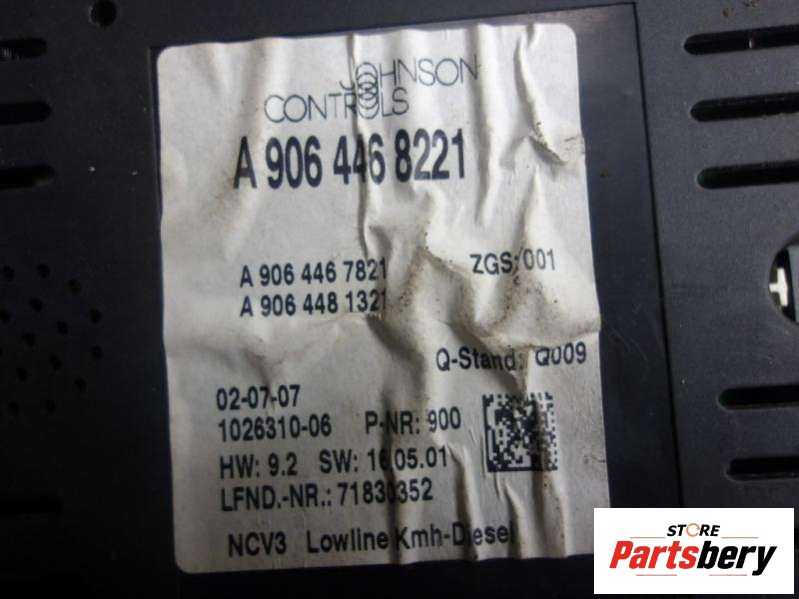 JOHNSON
CONTROLS
A 906 446 8221
A 906 446 7821 ZGS: 001
A 906 448 1321
Q-Stand: Q009
02-07-07
1026310-06 P-NR: 900
HW: 9.2 SW: 16.05.01
LFND.-NR.: 71830352
NCV3 Lowline Kmh-Diesel
STORE
Partsbery